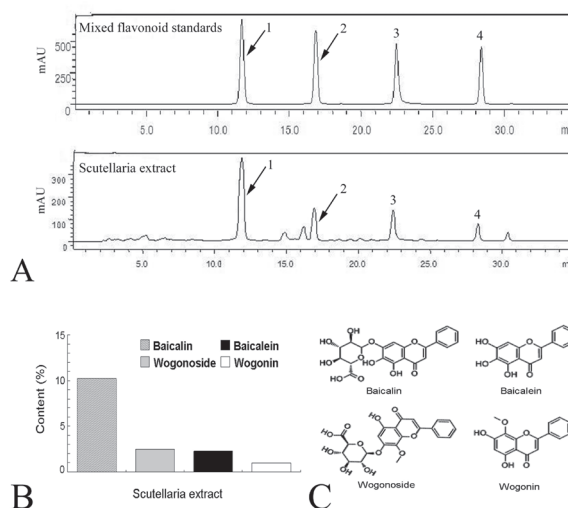 Mixed flavonoid standards
1
2
3
4
mAU
500
250
0
5.0 10.0 15.0 20.0 25.0 30.0 m
Scutellaria extract
1
2
3
4
mAU
300
200
100
0
5.0 10.0 15.0 20.0 25.0 30.0 m
A
Baicalin Baicalein
Wogonoside Wogonin
Content (%)
15
10
5
0
Scutellaria extract
B
HO OH HO O O HO O OH OH O
Baicalin
HO O HO OH O
Baicalein
OH O HO O O HO HO OH O O
Wogonoside
O HO O OH O
Wogonin
C